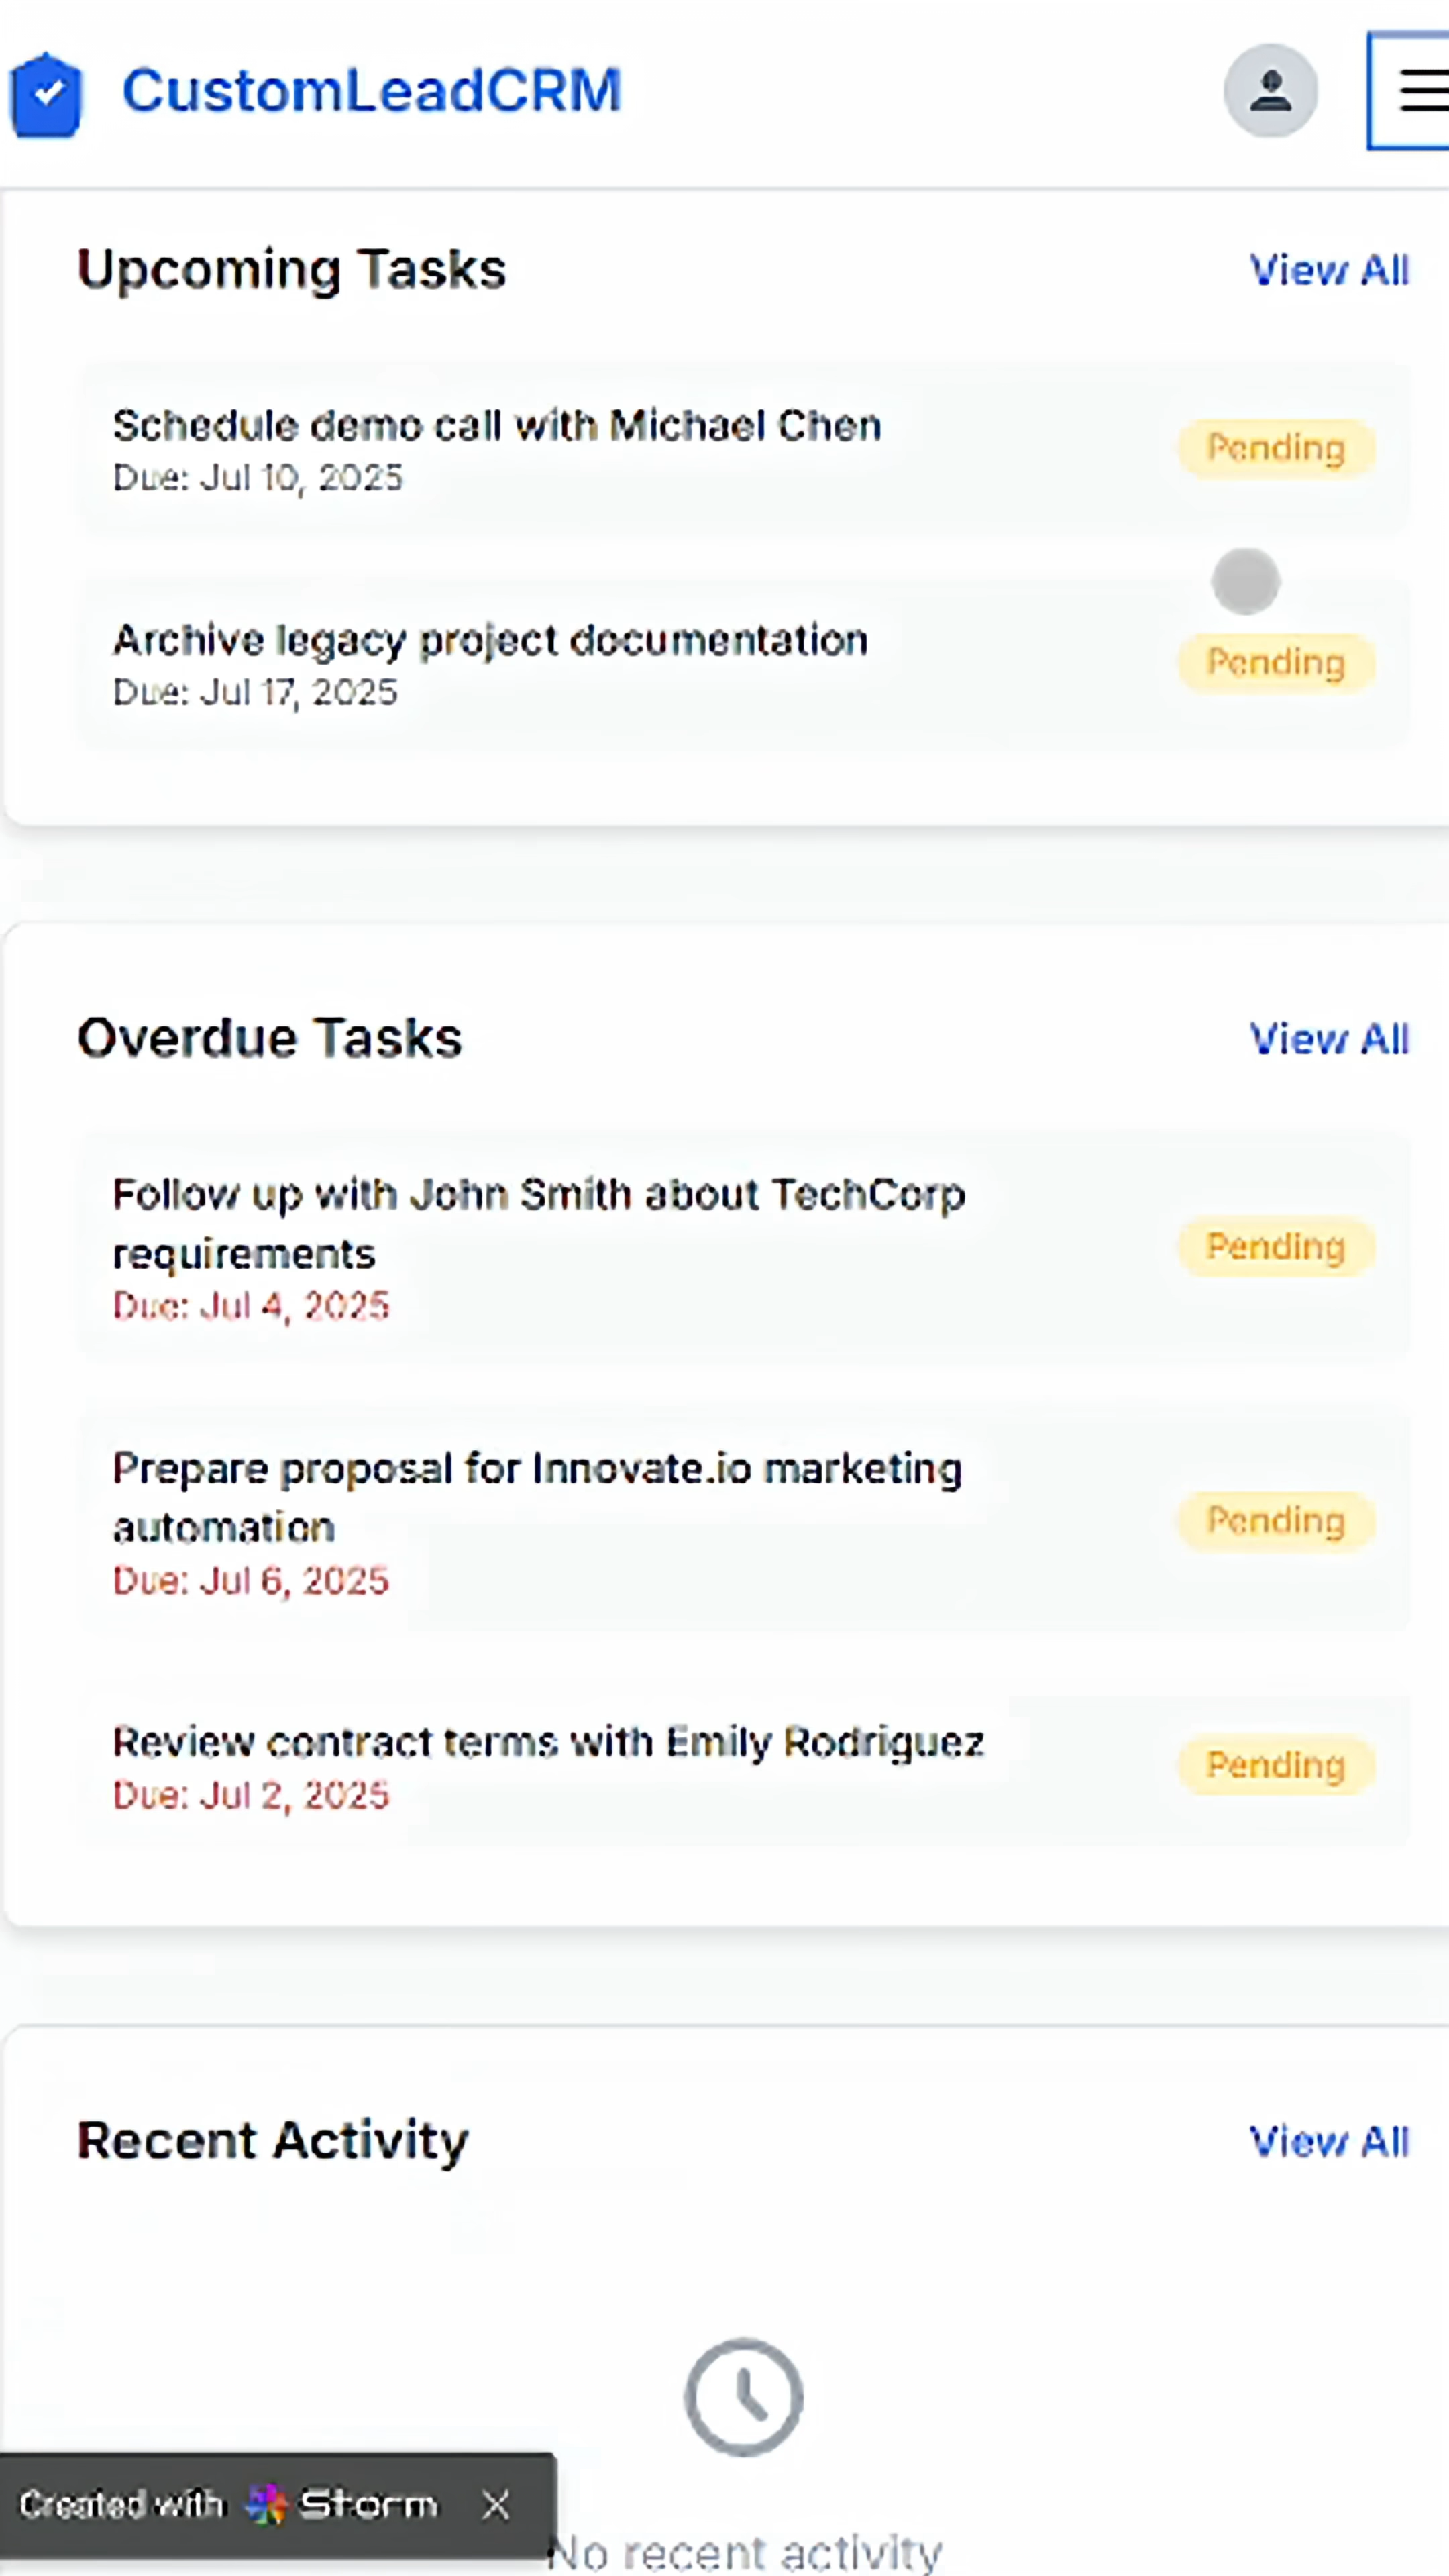 CustomLeadCRM
Upcoming Tasks
View All
Schedule demo call with Michael Chen
Due: Jul 10, 2025
Pending
Archive legacy project documentation
Due: Jul 17, 2025
Pending
Overdue Tasks
View All
Follow up with John Smith about TechCorp
requirements
Due: Jul 4, 2025
Pending
Prepare proposal for Innovate.io marketing
automation
Due: Jul 6, 2025
Pending
Review contract terms with Emily Rodriguez
Due: Jul 2, 2025
Pending
Recent Activity
View All
Created with Storm
No recent activity